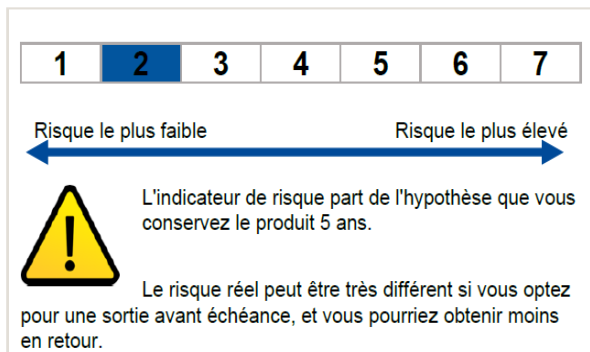 1 2 3 4 5 6 7
Risque le plus faible Risque le plus élevé
L'indicateur de risque part de l'hypothèse que vous
conservez le produit 5 ans.
!
Le risque réel peut être très différent si vous optez
pour une sortie avant échéance, et vous pourriez obtenir moins
en retour.